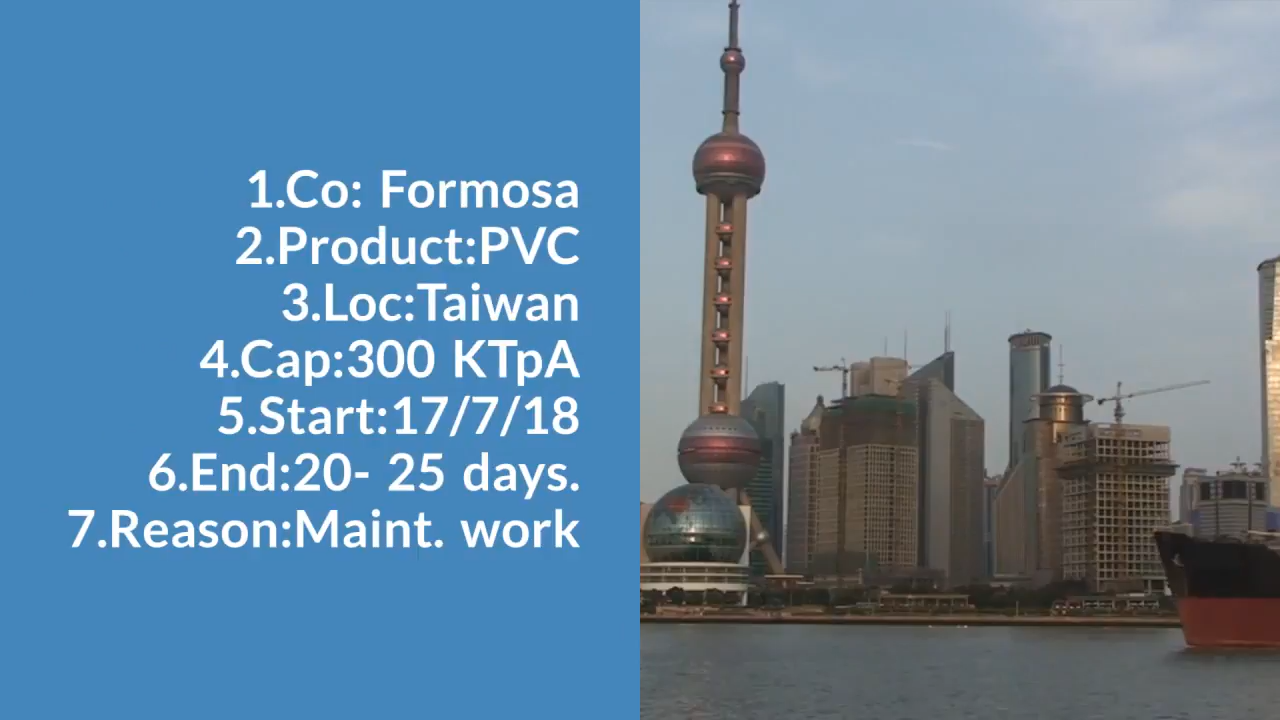 1.Co: Formosa
2.Product:PVC
3.Loc:Taiwan
4.Cap:300 KTpA
5.Start:17/7/18
6.End:20- 25 days.
7.Reason:Maint. work